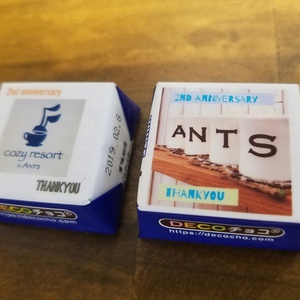 2nd anniversary
cozy resort
by ANTS
THANKYOU
2019.02.6
DECOチョコ
2ND ANNIVERSARY
ANTS
THANKYOU
DECOチョコ®
https://decocho.com